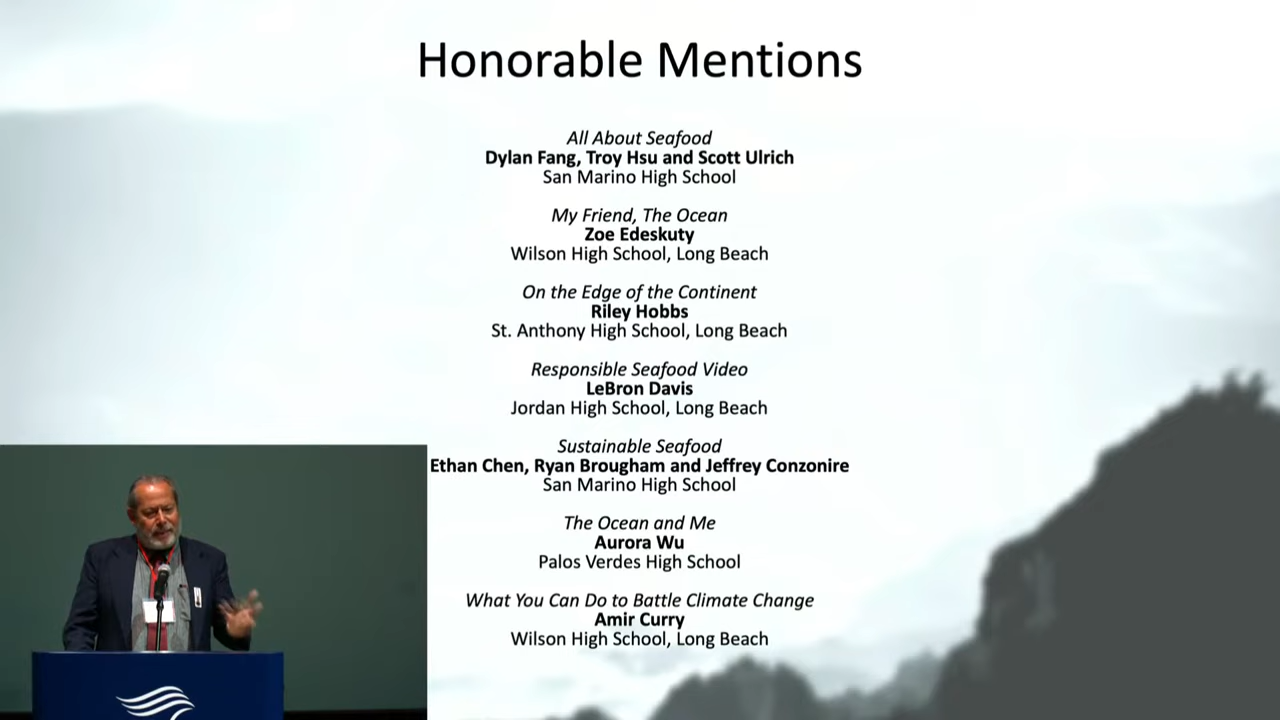 Honorable Mentions
All About Seafood
Dylan Fang, Troy Hsu and Scott Ulrich
San Marino High School
My Friend, The Ocean
Zoe Edeskuty
Wilson High School, Long Beach
On the Edge of the Continent
Riley Hobbs
St. Anthony High School, Long Beach
Responsible Seafood Video
LeBron Davis
Jordan High School, Long Beach
Sustainable Seafood
Ethan Chen, Ryan Brougham and Jeffrey Conzonire
San Marino High School
The Ocean and Me
Aurora Wu
Palos Verdes High School
What You Can Do to Battle Climate Change
Amir Curry
Wilson High School, Long Beach